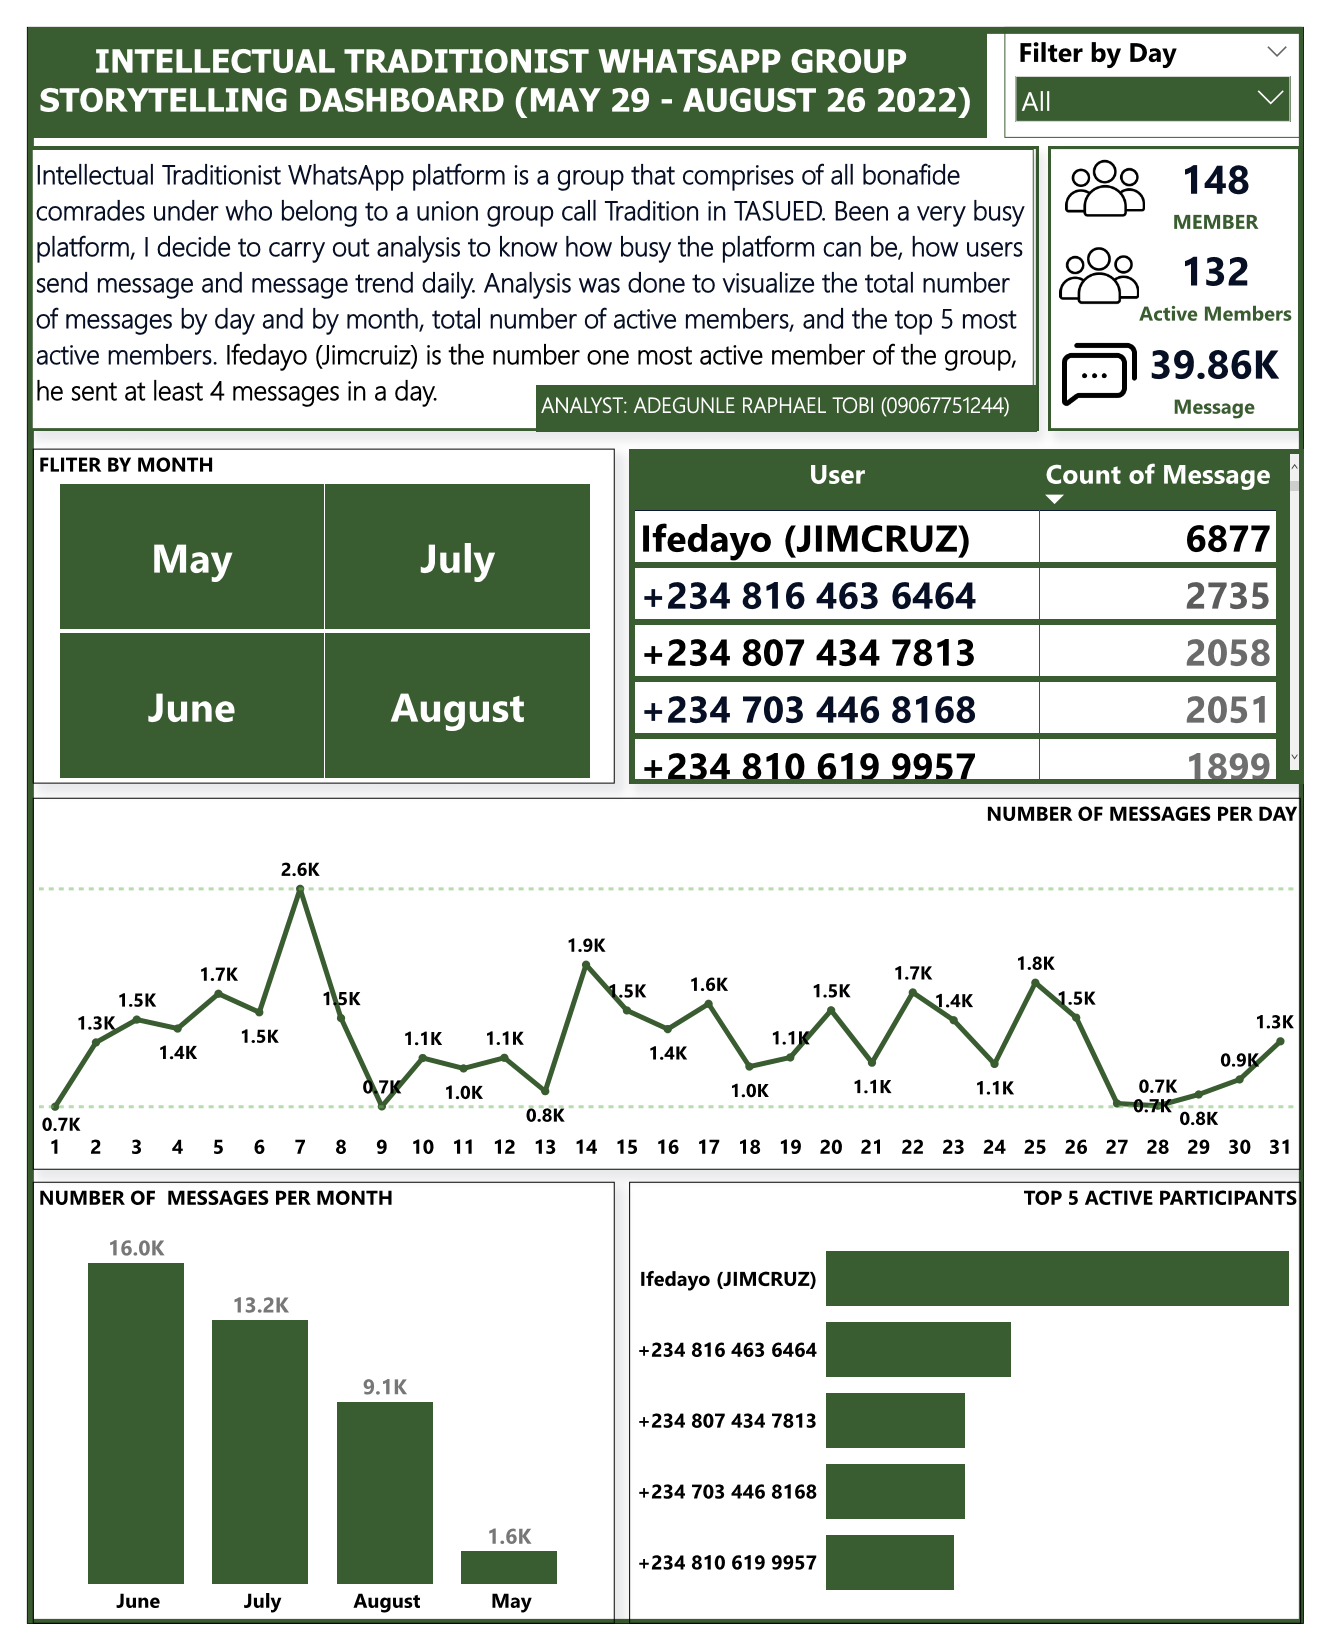 INTELLECTUAL TRADITIONIST WHATSAPP GROUP
STORYTELLING DASHBOARD (MAY 29 - AUGUST 26 2022)
Filter by Day
All
Intellectual Traditionist WhatsApp platform is a group that comprises of all bonafide
comrades under who belong to a union group call Tradition in TASUED. Been a very busy
platform, I decide to carry out analysis to know how busy the platform can be, how users
send message and message trend daily. Analysis was done to visualize the total number
of messages by day and by month, total number of active members, and the top 5 most
active members. Ifedayo (Jimcruiz) is the number one most active member of the group,
he sent at least 4 messages in a day.
ANALYST: ADEGUNLE RAPHAEL TOBI (09067751244)
148
MEMBER
132
Active Members
39.86K
Message
FLITER BY MONTH
May July
June August
User Count of Message
Ifedayo (JIMCRUZ) 6877
+234 816 463 6464 2735
+234 807 434 7813 2058
+234 703 446 8168 2051
+234 810 619 9957 1899
NUMBER OF MESSAGES PER DAY
0.7K 1.3K 1.5K 1.4K 1.7K 1.5K 2.6K 1.5K 0.7K 1.1K 1.0K 1.1K 0.8K 1.9K 1.5K 1.4K 1.6K 1.0K 1.1K 1.5K 1.1K 1.7K 1.4K 1.1K 1.8K 1.5K 0.7K 0.7K 0.8K 0.9K 1.3K
1 2 3 4 5 6 7 8 9 10 11 12 13 14 15 16 17 18 19 20 21 22 23 24 25 26 27 28 29 30 31
NUMBER OF  MESSAGES PER MONTH
16.0K 13.2K 9.1K 1.6K
June July August May
TOP 5 ACTIVE PARTICIPANTS
Ifedayo (JIMCRUZ)
+234 816 463 6464
+234 807 434 7813
+234 703 446 8168
+234 810 619 9957